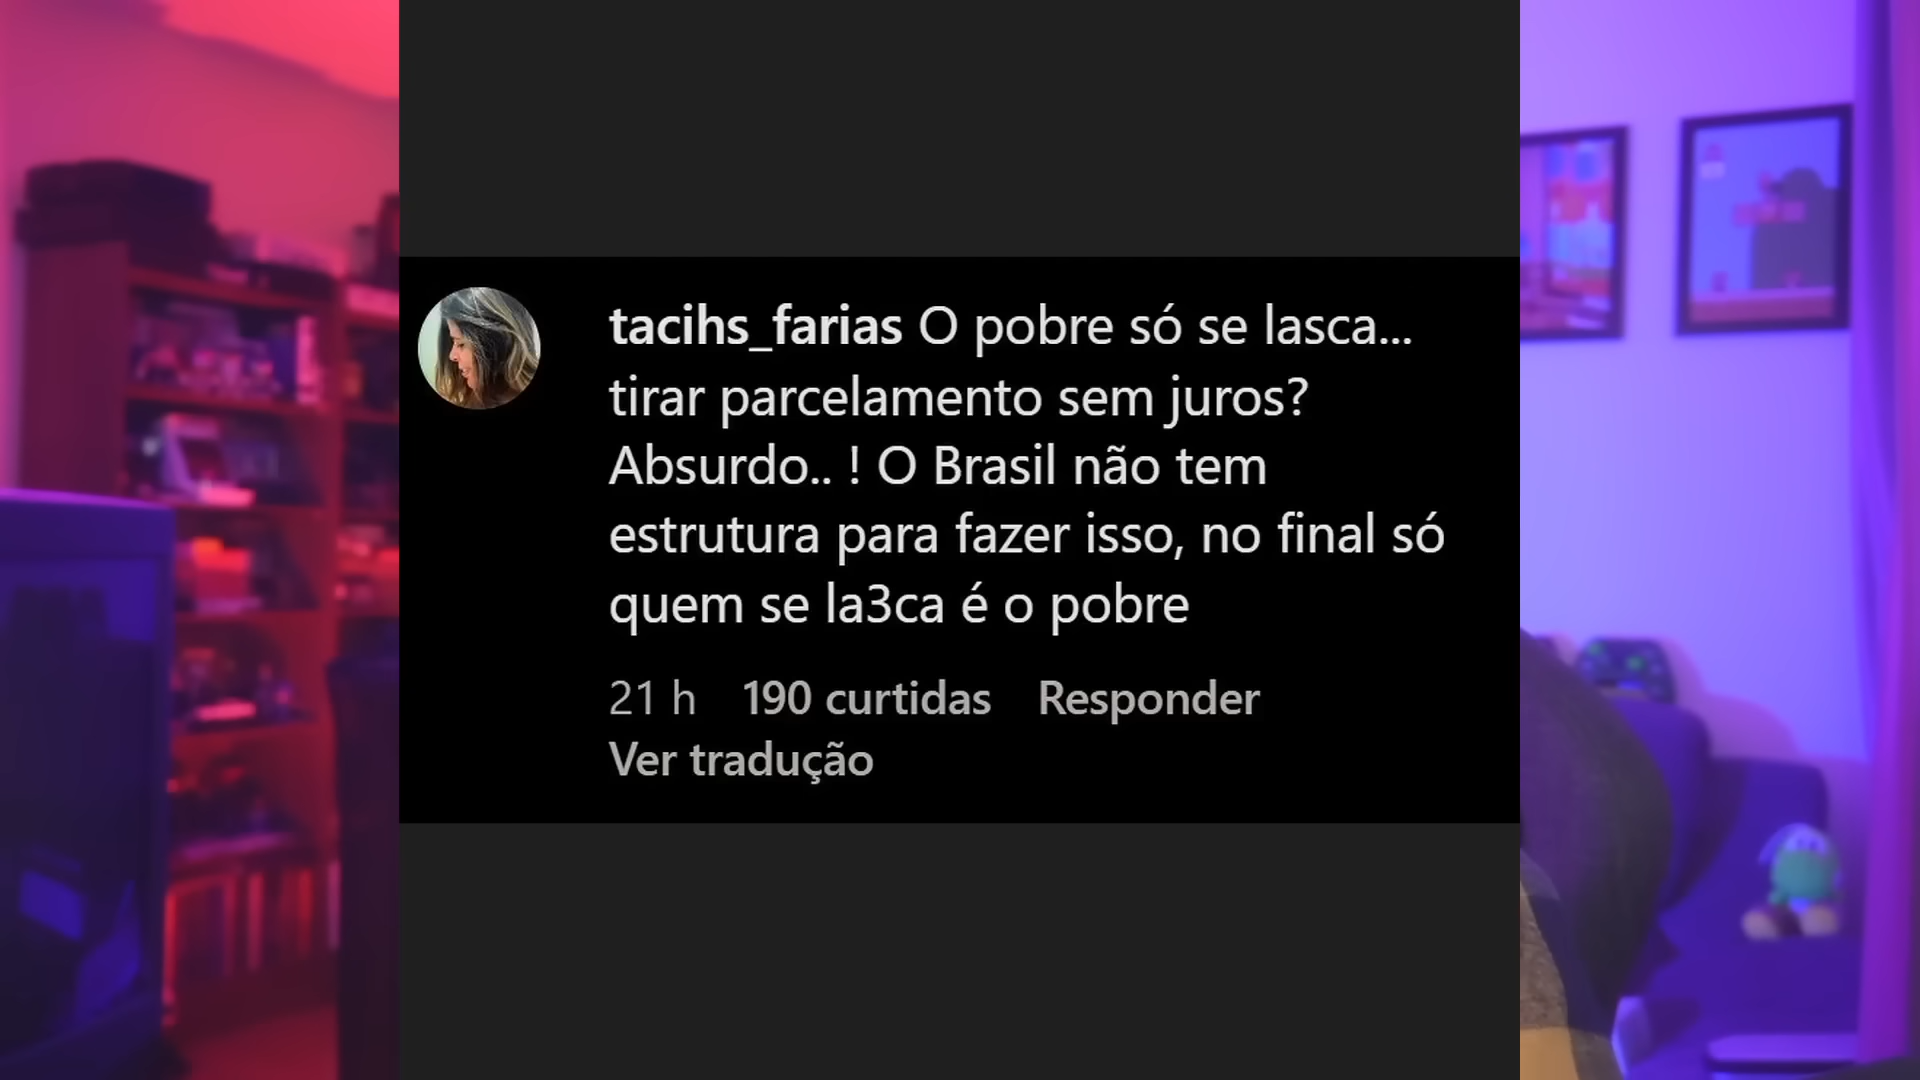 tacihs_farias O pobre só se lasca...
tirar parcelamento sem juros?
Absurdo.. ! O Brasil não tem
estrutura para fazer isso, no final só
quem se la3ca é o pobre
21 h 190 curtidas Responder
Ver tradução